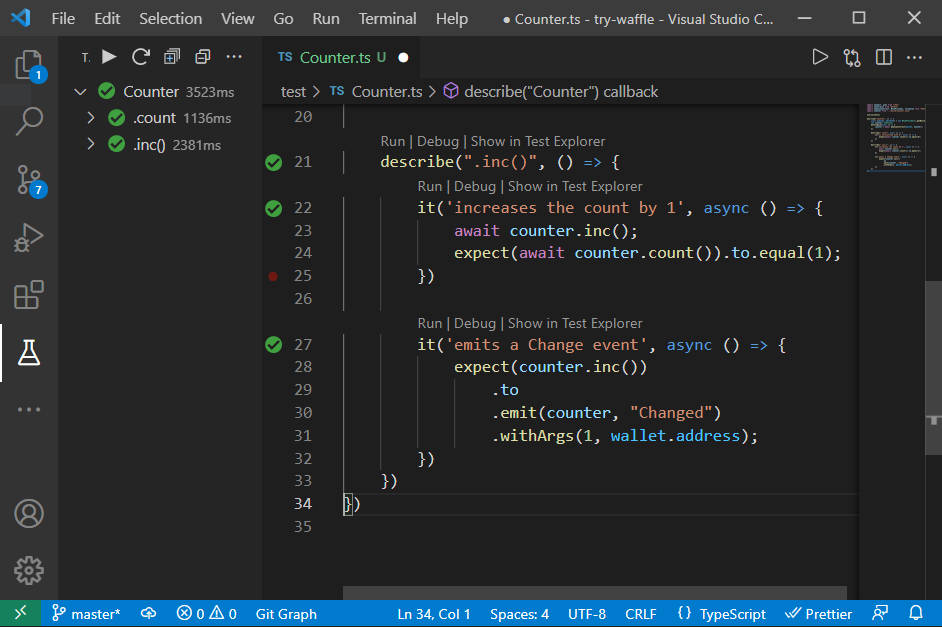 File Edit Selection View Go Run Terminal Help ● Counter.ts - try-waffle - Visual Studio C...
T.
TS Counter.ts U ●
1
7
Counter 3523ms
.count 1136ms
.inc() 2381ms
test > TS Counter.ts > describe("Counter") callback
20
Run | Debug | Show in Test Explorer
21 describe(".inc()", () => {
Run | Debug | Show in Test Explorer
22 it('increases the count by 1', async () => {
23 await counter.inc();
24 expect(await counter.count()).to.equal(1);
25 })
26
Run | Debug | Show in Test Explorer
27 it('emits a Change event', async () => {
28 expect(counter.inc())
29 .to
30 .emit(counter, "Changed")
31 .withArgs(1, wallet.address);
32 })
33 })
34 })
35
master* 0 0 Git Graph Ln 34, Col 1 Spaces: 4 UTF-8 CRLF {} TypeScript Prettier